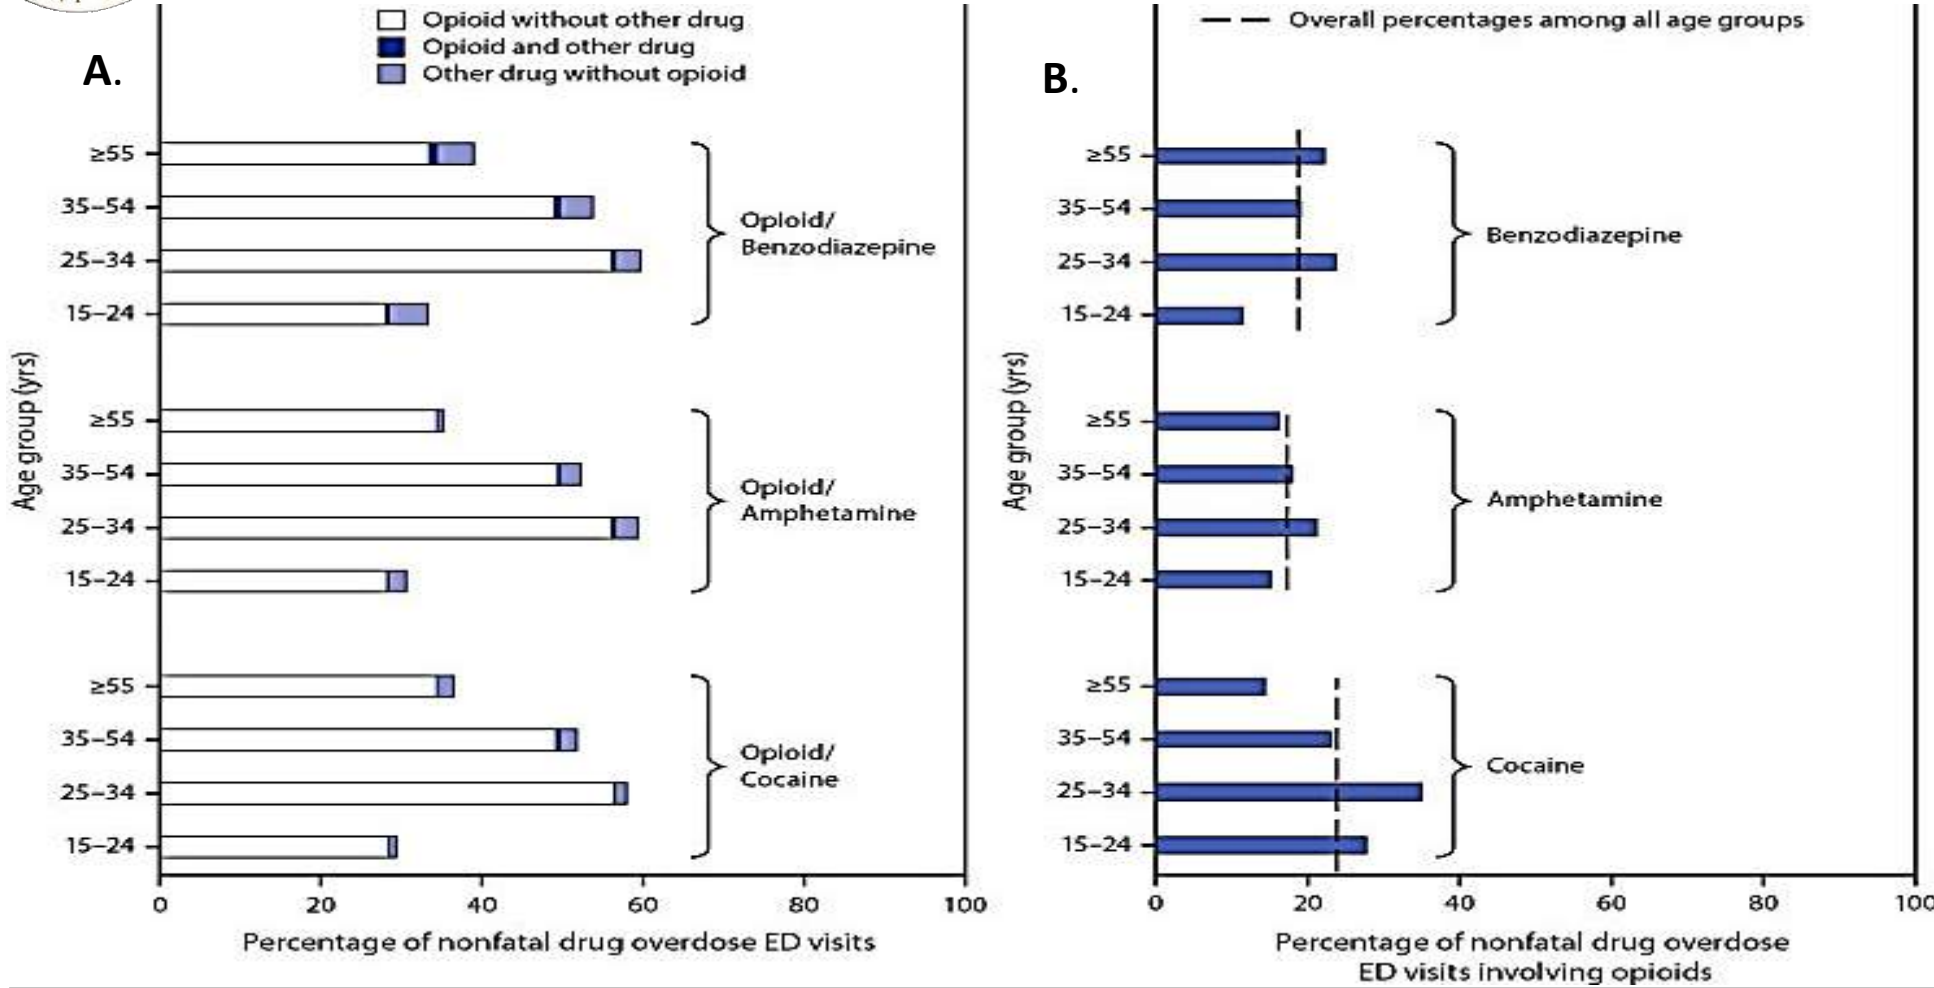 Opioid without other drug
Opioid and other drug
Other drug without opioid
A.
≥55
35–54
25–34
15–24
Opioid/
Benzodiazepine
≥55
35–54
25–34
15–24
Opioid/
Amphetamine
≥55
35–54
25–34
15–24
Opioid/
Cocaine
Age group (yrs)
0 20 40 60 80 100
Percentage of nonfatal drug overdose ED visits
Overall percentages among all age groups
B.
≥55
35–54
25–34
15–24
Benzodiazepine
≥55
35–54
25–34
15–24
Amphetamine
≥55
35–54
25–34
15–24
Cocaine
Age group (yrs)
0 20 40 60 80 100
Percentage of nonfatal drug overdose
ED visits involving opioids